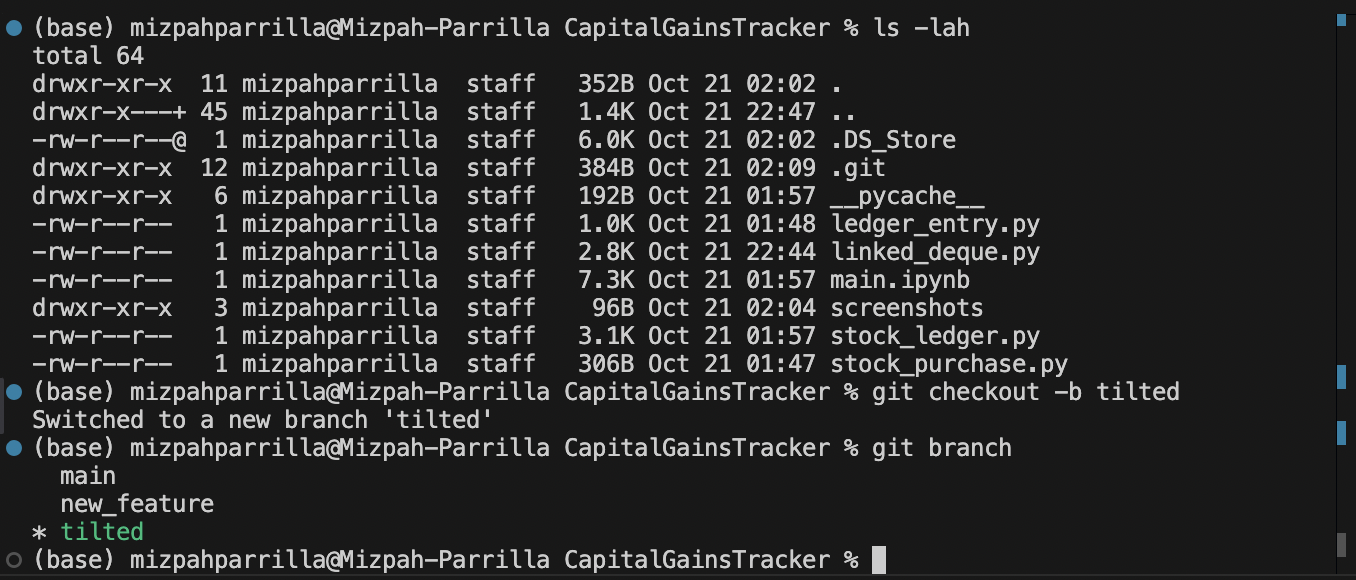 (base) mizpahparrilla@Mizpah-Parrilla CapitalGainsTracker % ls -lah
total 64
drwxr-xr-x  11 mizpahparrilla  staff   352B Oct 21 02:02 .
drwxr-x---+ 45 mizpahparrilla  staff   1.4K Oct 21 22:47 ..
-rw-r--r--@  1 mizpahparrilla  staff   6.0K Oct 21 02:02 .DS_Store
drwxr-xr-x  12 mizpahparrilla  staff   384B Oct 21 02:09 .git
drwxr-xr-x   6 mizpahparrilla  staff   192B Oct 21 01:57 __pycache__
-rw-r--r--   1 mizpahparrilla  staff   1.0K Oct 21 01:48 ledger_entry.py
-rw-r--r--   1 mizpahparrilla  staff   2.8K Oct 21 22:44 linked_deque.py
-rw-r--r--   1 mizpahparrilla  staff   7.3K Oct 21 01:57 main.ipynb
drwxr-xr-x   3 mizpahparrilla  staff    96B Oct 21 02:04 screenshots
-rw-r--r--   1 mizpahparrilla  staff   3.1K Oct 21 01:57 stock_ledger.py
-rw-r--r--   1 mizpahparrilla  staff   306B Oct 21 01:47 stock_purchase.py
(base) mizpahparrilla@Mizpah-Parrilla CapitalGainsTracker % git checkout -b tilted
Switched to a new branch 'tilted'
(base) mizpahparrilla@Mizpah-Parrilla CapitalGainsTracker % git branch
  main
  new_feature
* tilted
(base) mizpahparrilla@Mizpah-Parrilla CapitalGainsTracker %